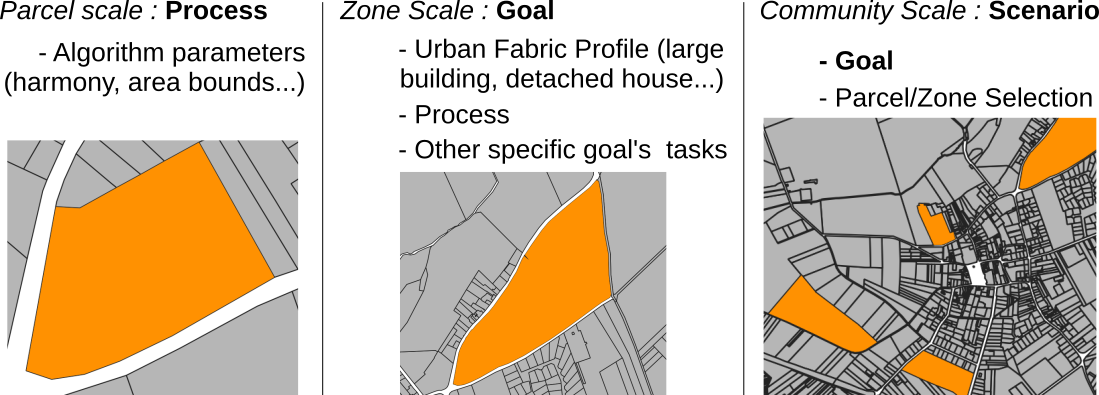 Parcel scale : Process
- Algorithm parameters
(harmony, area bounds...)
Zone Scale : Goal
- Urban Fabric Profile (large
building, detached house...)
- Process
- Other specific goal's  tasks
Community Scale : Scenario
- Goal
- Parcel/Zone Selection